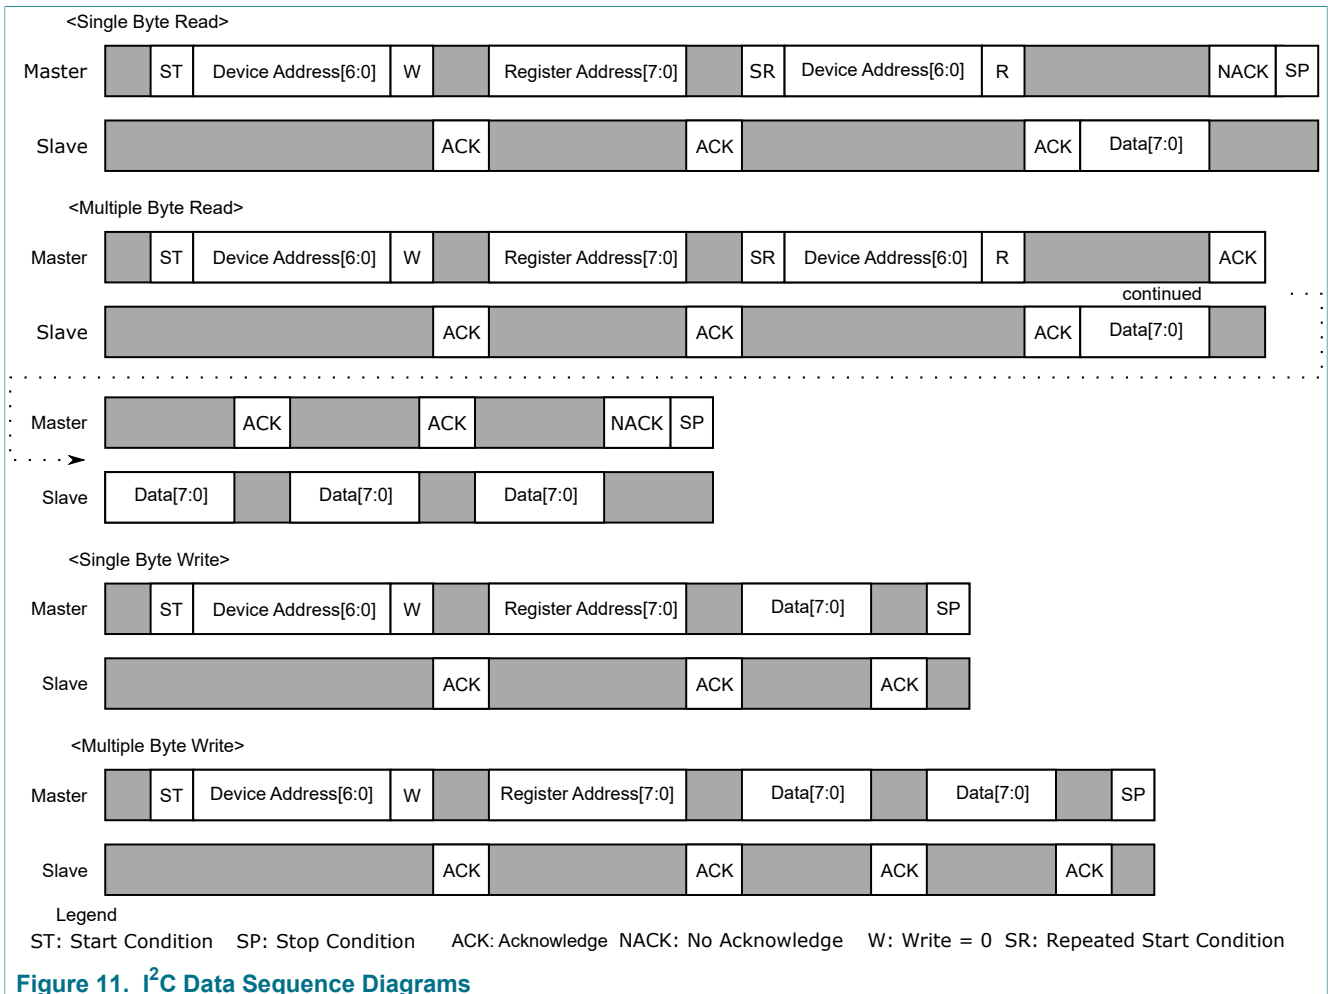 <Single Byte Read>
Master ST Device Address[6:0] W Register Address[7:0] SR Device Address[6:0] R NACK SP
Slave ACK ACK ACK Data[7:0]
<Multiple Byte Read>
Master ST Device Address[6:0] W Register Address[7:0] SR Device Address[6:0] R ACK
continued
Slave ACK ACK ACK Data[7:0]
Master ACK ACK NACK SP
Slave Data[7:0] Data[7:0] Data[7:0]
<Single Byte Write>
Master ST Device Address[6:0] W Register Address[7:0] Data[7:0] SP
Slave ACK ACK ACK
<Multiple Byte Write>
Master ST Device Address[6:0] W Register Address[7:0] Data[7:0] Data[7:0] SP
Slave ACK ACK ACK ACK
Legend
ST: Start Condition SP: Stop Condition ACK: Acknowledge NACK: No Acknowledge W: Write = 0 SR: Repeated Start Condition
Figure 11. I²C Data Sequence Diagrams